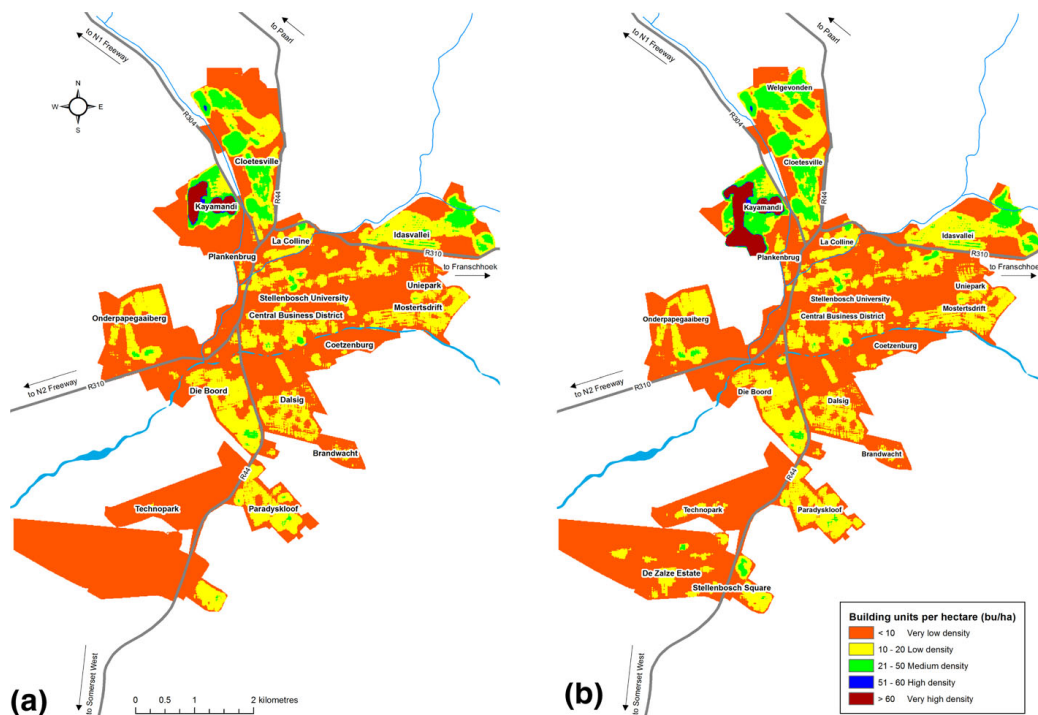 to N1 Freeway
to Paarl
N
W E
S
R304
Cloetesville
Kayamandi
R44
Idasvallei
La Colline
R310
Plankenbrug
to Franschhoek
Uniepark
Stellenbosch University
Mostertsdrift
Onderpapegaaiberg
Central Business District
Coetzenburg
to N2 Freeway
R310
Die Boord
Dalsig
Brandwacht
R44
Technopark
Paradyskloof
to Somerset West
(a)
0 0.5 1 2 kilometres
to N1 Freeway
to Paarl
Welgevonden
R304
Cloetesville
Kayamandi
R44
Idasvallei
La Colline
R310
Plankenbrug
to Franschhoek
Uniepark
Stellenbosch University
Mostertsdrift
Onderpapegaaiberg
Central Business District
Coetzenburg
to N2 Freeway
R310
Die Boord
Dalsig
Brandwacht
R44
Technopark
Paradyskloof
De Zalze Estate
Stellenbosch Square
to Somerset West
(b)
Building units per hectare (bu/ha)
< 10 Very low density
10 - 20 Low density
21 - 50 Medium density
51 - 60 High density
> 60 Very high density